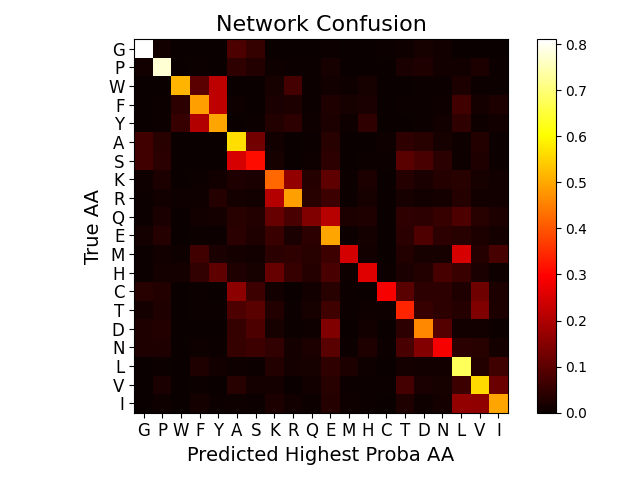 Network Confusion
True AA
G
P
W
F
Y
A
S
K
R
Q
E
M
H
C
T
D
N
L
V
I
G P W F Y A S K R Q E M H C T D N L V I
Predicted Highest Proba AA
0.8
0.7
0.6
0.5
0.4
0.3
0.2
0.1
0.0